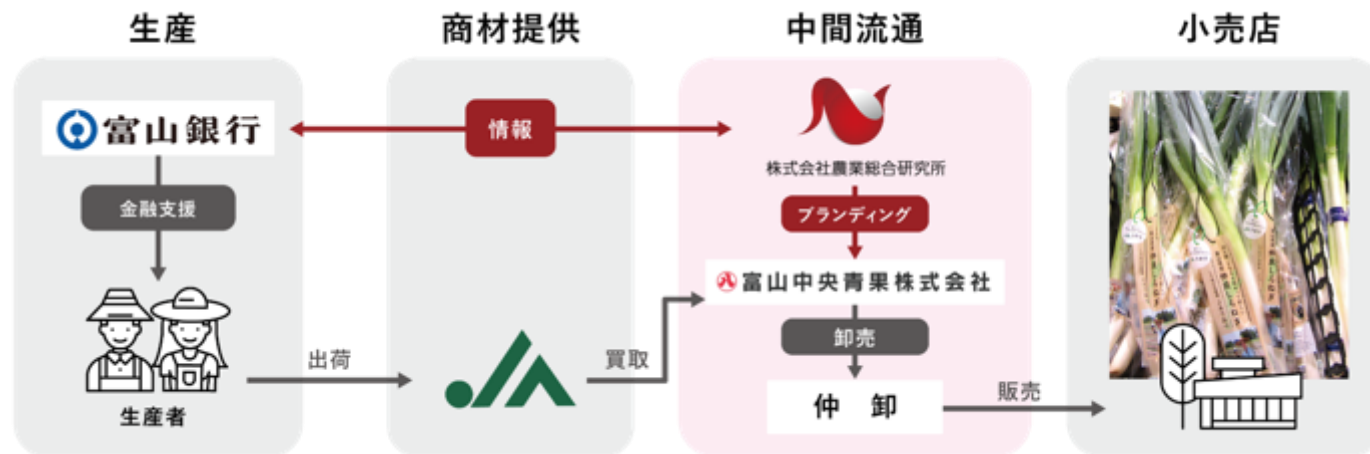 生産
商材提供
中間流通
小売店
富山銀行
情報
株式会社農業総合研究所
金融支援
ブランディング
富山中央青果株式会社
出荷
買取
卸売
生産者
仲卸
販売